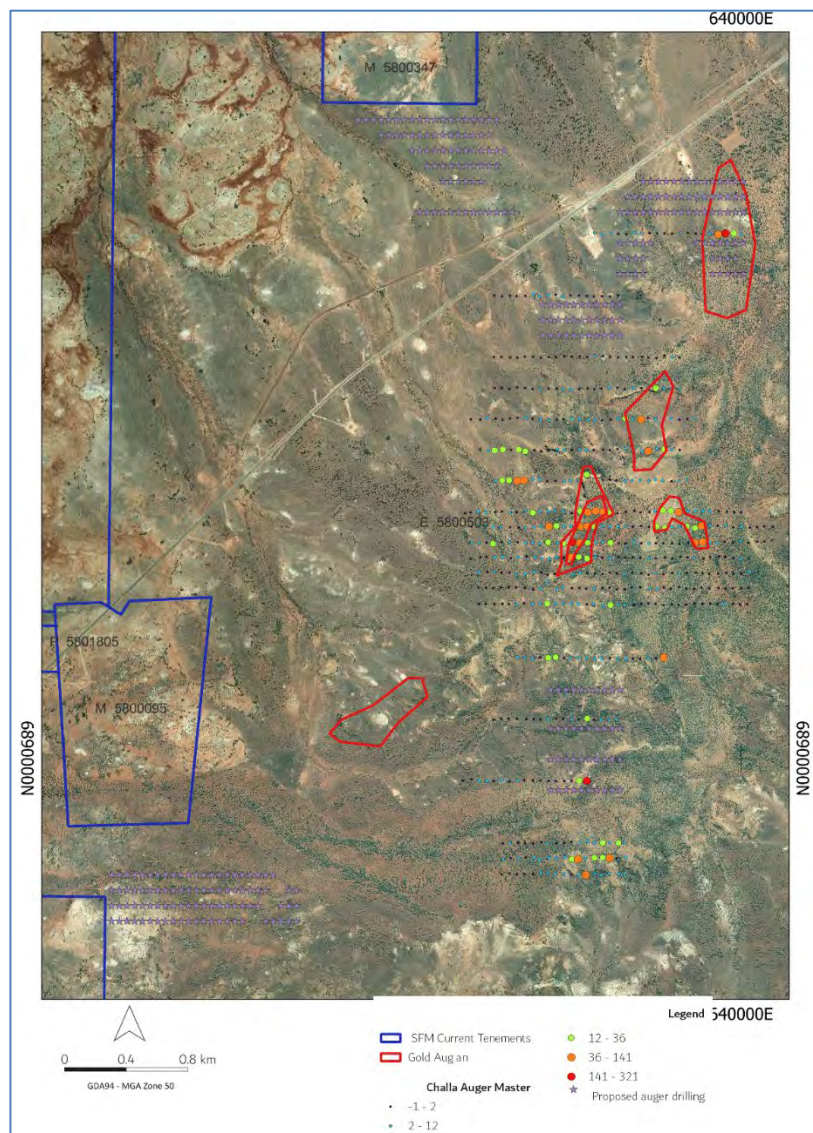 640000E
M 5800347
E 5800503
P 5801805
M 5800095
N0000689
N0000689
Legend
540000E
SFM Current Tenements
Gold Aug an
Challa Auger Master
-1 - 2
2 - 12
12 - 36
36 - 141
141 - 321
Proposed auger drilling
0
0.4
0.8 km
GDA94 - MGA Zone 50